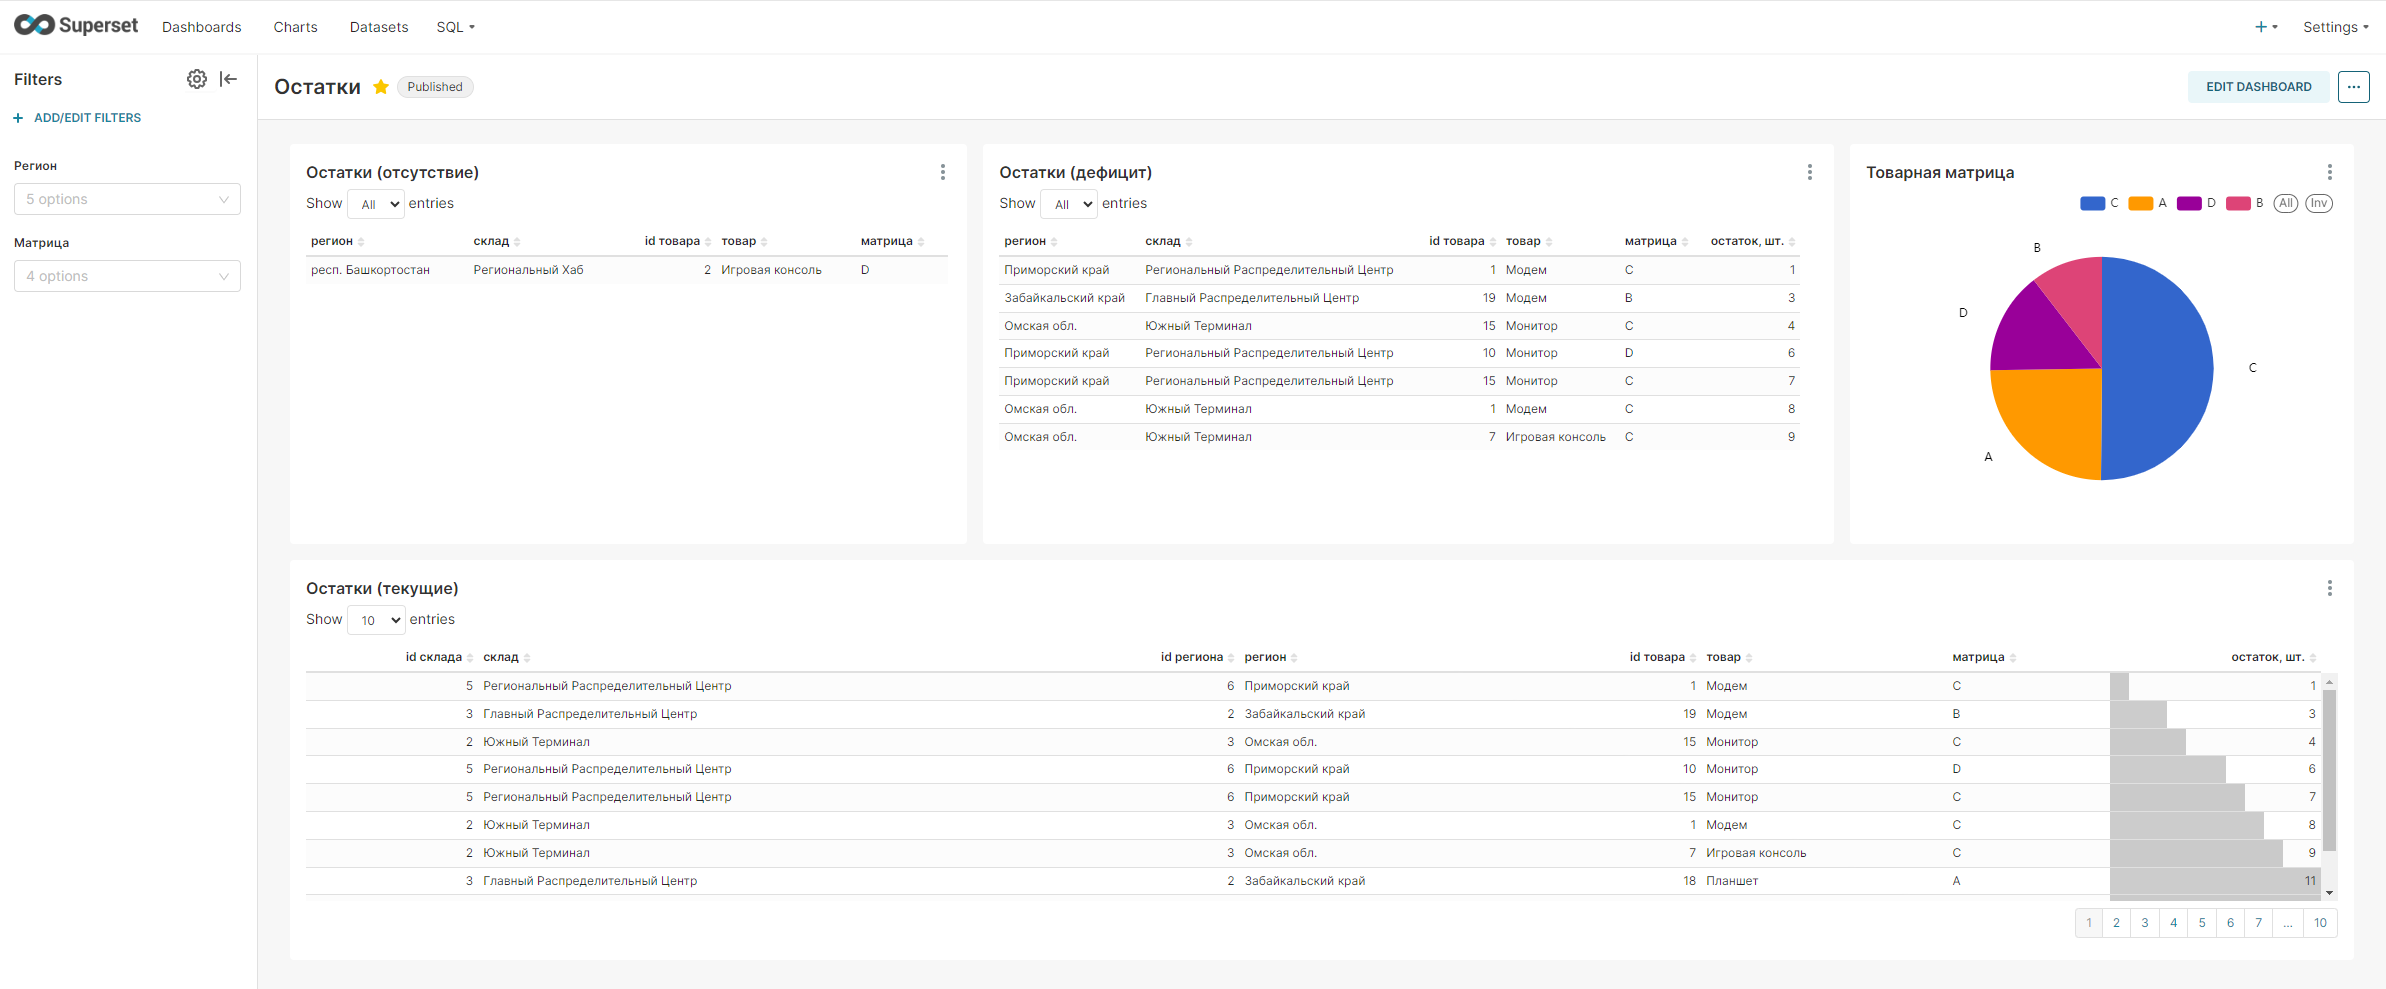 Superset Dashboards Charts Datasets SQL + Settings
Filters
+ ADD/EDIT FILTERS
Регион
5 options
Матрица
4 options
Остатки Published EDIT DASHBOARD ...
Остатки (отсутствие)
Show All entries
регион склад id товара товар матрица
респ. Башкортостан Региональный Хаб 2 Игровая консоль D
Остатки (дефицит)
Show All entries
регион склад id товара товар матрица остаток, шт.
Приморский край Региональный Распределительный Центр 1 Модем C 1
Забайкальский край Главный Распределительный Центр 19 Модем B 3
Омская обл. Южный Терминал 15 Монитор C 4
Приморский край Региональный Распределительный Центр 10 Монитор D 6
Приморский край Региональный Распределительный Центр 15 Монитор C 7
Омская обл. Южный Терминал 1 Модем C 8
Омская обл. Южный Терминал 7 Игровая консоль C 9
Товарная матрица
C A D B All Inv
B
D
C
A
Остатки (текущие)
Show 10 entries
id склада склад id региона регион id товара товар матрица остаток, шт.
5 Региональный Распределительный Центр 6 Приморский край 1 Модем C 1
3 Главный Распределительный Центр 2 Забайкальский край 19 Модем B 3
2 Южный Терминал 3 Омская обл. 15 Монитор C 4
5 Региональный Распределительный Центр 6 Приморский край 10 Монитор D 6
5 Региональный Распределительный Центр 6 Приморский край 15 Монитор C 7
2 Южный Терминал 3 Омская обл. 1 Модем C 8
2 Южный Терминал 3 Омская обл. 7 Игровая консоль C 9
3 Главный Распределительный Центр 2 Забайкальский край 18 Планшет A 11
1 2 3 4 5 6 7 ... 10